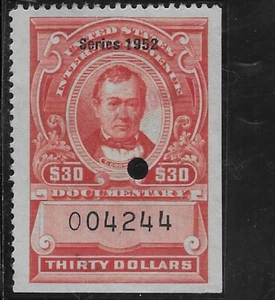 UNITED STATES
Series 1952
INTERNAL REVENUE
$30 $30
DOCUMENTARY
004244
THIRTY DOLLARS